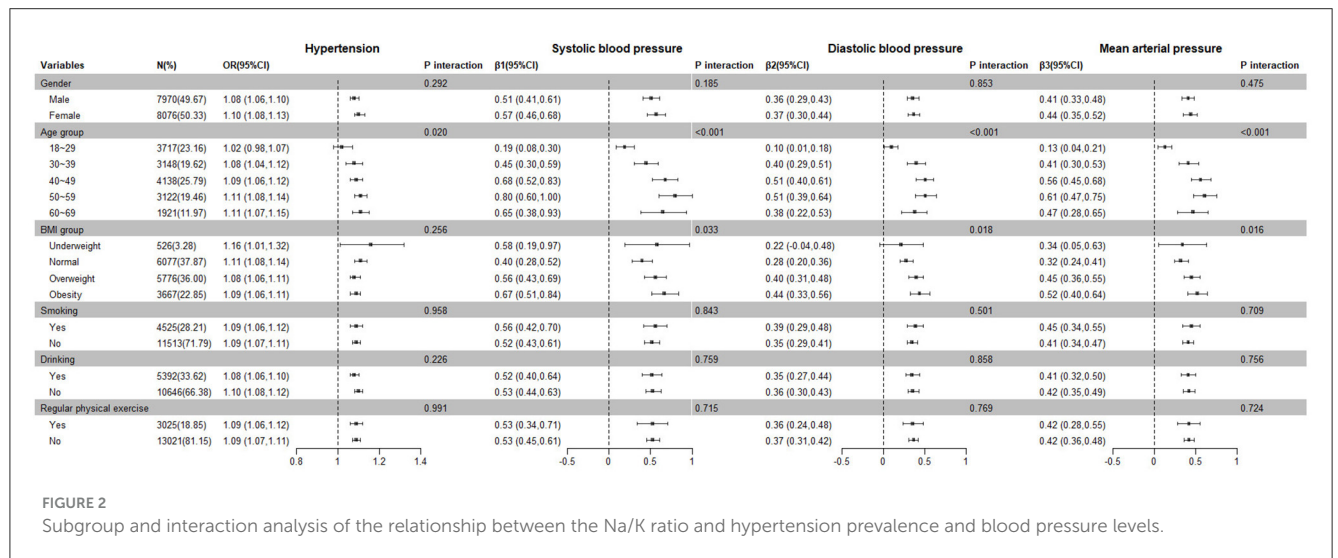 Hypertension Systolic blood pressure Diastolic blood pressure Mean arterial pressure
Variables N(%) OR(95%CI) P interaction β1(95%CI) P interaction β2(95%CI) P interaction β3(95%CI) P interaction
Gender 0.292 0.185 0.853 0.475
Male 7970(49.67) 1.08 (1.06,1.10) 0.51 (0.41,0.61) 0.36 (0.29,0.43) 0.41 (0.33,0.48)
Female 8076(50.33) 1.10 (1.08,1.13) 0.57 (0.46,0.68) 0.37 (0.30,0.44) 0.44 (0.35,0.52)
Age group 0.020 <0.001 <0.001 <0.001
18~29 3717(23.16) 1.02 (0.98,1.07) 0.19 (0.08,0.30) 0.10 (0.01,0.18) 0.13 (0.04,0.21)
30~39 3148(19.62) 1.08 (1.04,1.12) 0.45 (0.30,0.59) 0.40 (0.29,0.51) 0.41 (0.30,0.53)
40~49 4138(25.79) 1.09 (1.06,1.12) 0.68 (0.52,0.83) 0.51 (0.40,0.61) 0.56 (0.45,0.68)
50~59 3122(19.46) 1.11 (1.08,1.14) 0.80 (0.60,1.00) 0.51 (0.39,0.64) 0.61 (0.47,0.75)
60~69 1921(11.97) 1.11 (1.07,1.15) 0.65 (0.38,0.93) 0.38 (0.22,0.53) 0.47 (0.28,0.65)
BMI group 0.256 0.033 0.018 0.016
Underweight 526(3.28) 1.16 (1.01,1.32) 0.58 (0.19,0.97) 0.22 (-0.04,0.48) 0.34 (0.05,0.63)
Normal 6077(37.87) 1.11 (1.08,1.14) 0.40 (0.28,0.52) 0.28 (0.20,0.36) 0.32 (0.24,0.41)
Overweight 5776(36.00) 1.08 (1.06,1.11) 0.56 (0.43,0.69) 0.40 (0.31,0.48) 0.45 (0.36,0.55)
Obesity 3667(22.85) 1.09 (1.06,1.11) 0.67 (0.51,0.84) 0.44 (0.33,0.56) 0.52 (0.40,0.64)
Smoking 0.958 0.843 0.501 0.709
Yes 4525(28.21) 1.09 (1.06,1.12) 0.56 (0.42,0.70) 0.39 (0.29,0.48) 0.45 (0.34,0.55)
No 11513(71.79) 1.09 (1.07,1.11) 0.52 (0.43,0.61) 0.35 (0.29,0.41) 0.41 (0.34,0.47)
Drinking 0.226 0.759 0.858 0.756
Yes 5392(33.62) 1.08 (1.06,1.10) 0.52 (0.40,0.64) 0.35 (0.27,0.44) 0.41 (0.32,0.50)
No 10646(66.38) 1.10 (1.08,1.12) 0.53 (0.44,0.63) 0.36 (0.30,0.43) 0.42 (0.35,0.49)
Regular physical exercise 0.991 0.715 0.769 0.724
Yes 3025(18.85) 1.09 (1.06,1.12) 0.53 (0.34,0.71) 0.36 (0.24,0.48) 0.42 (0.28,0.55)
No 13021(81.15) 1.09 (1.07,1.11) 0.53 (0.45,0.61) 0.37 (0.31,0.42) 0.42 (0.36,0.48)
0.8 1 1.2 1.4 -0.5 0 0.5 1 -0.5 0 0.5 1 -0.5 0 0.5 1
FIGURE 2
Subgroup and interaction analysis of the relationship between the Na/K ratio and hypertension prevalence and blood pressure levels.